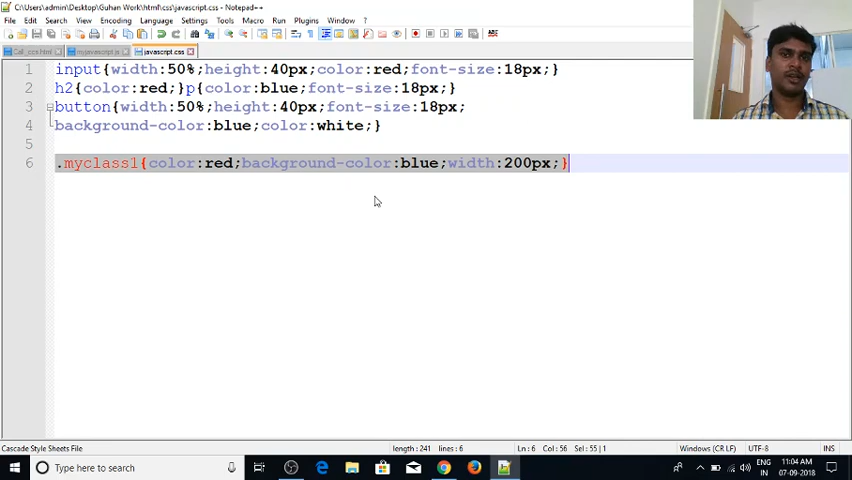 C:\Users\admin\Desktop\Guhan Work\html\css\javascript.css - Notepad++
File Edit Search View Encoding Language Settings Tools Macro Run Plugins Window ?
Call_css.html myjavascript.js javascript.css
1 input{width:50%;height:40px;color:red;font-size:18px;}
2 h2{color:red;}p{color:blue;font-size:18px;}
3 button{width:50%;height:40px;font-size:18px;
4 background-color:blue;color:white;}
5
6 .myclass1{color:red;background-color:blue;width:200px;}
Cascade Style Sheets File length : 241 lines : 6 Ln : 6 Col : 56 Sel : 55 | 1 Windows (CR LF) UTF-8 INS
Type here to search
ENG
IN
11:04 AM
07-09-2018